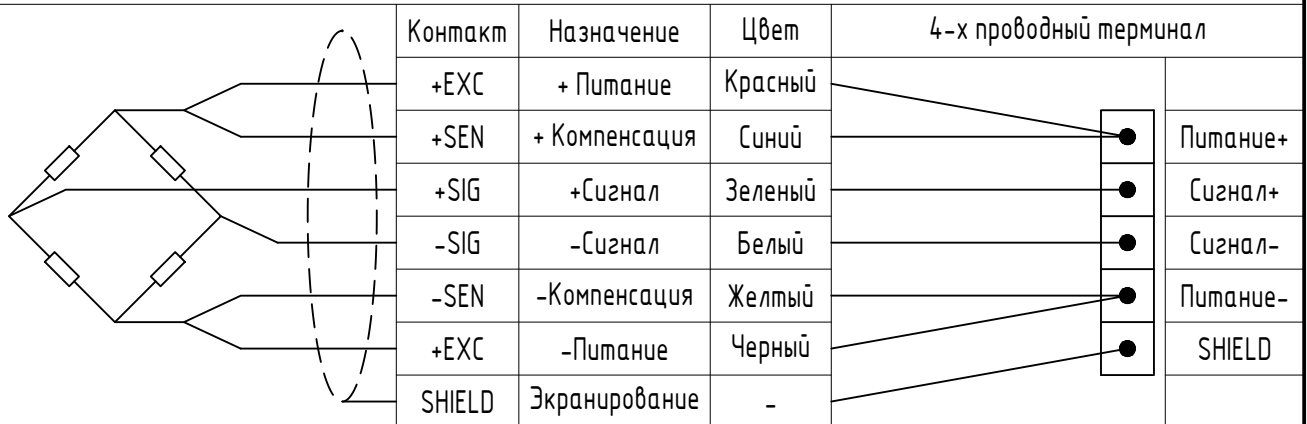 Контакт Назначение Цвет 4-х проводный терминал
+EXC + Питание Красный
+SEN + Компенсация Синий Питание+
+SIG +Сигнал Зеленый Сигнал+
-SIG -Сигнал Белый Сигнал-
-SEN -Компенсация Желтый Питание-
+EXC -Питание Черный SHIELD
SHIELD Экранирование -